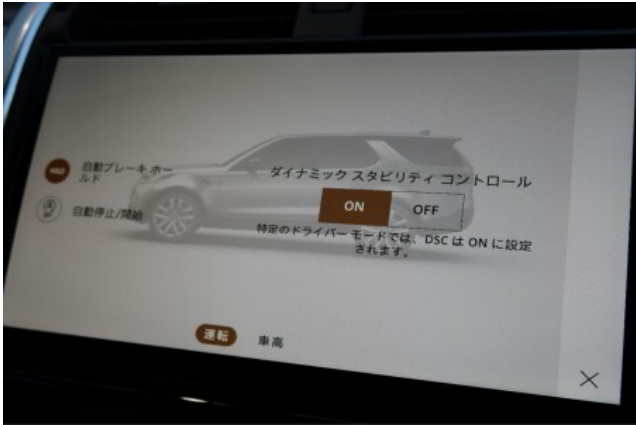 HOLD
自動ブレーキ ホー
ルド
自動停止/開始
ダイナミック スタビリティ コントロール
ON
OFF
特定のドライバー モードでは、DSC は ON に設定
されます。
運転
車高